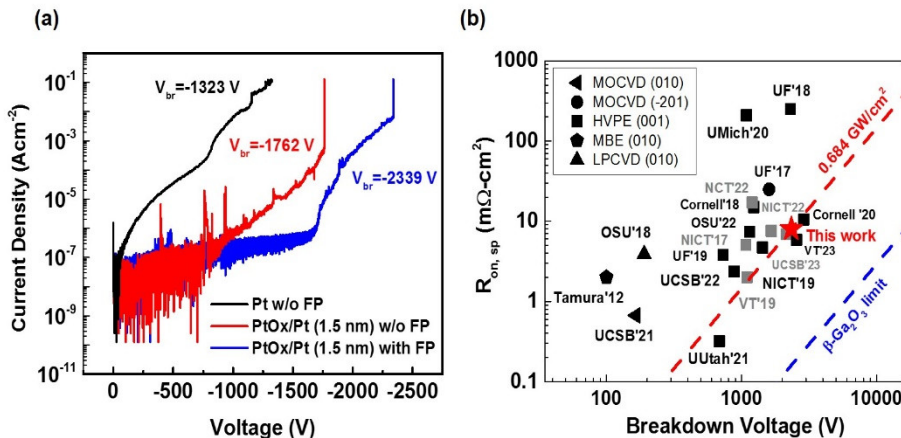 (a)
Current Density (Acm⁻²)
10⁻¹
10⁻³
10⁻⁵
10⁻⁷
10⁻⁹
10⁻¹¹
V_br=-1323 V
V_br=-1762 V
V_br=-2339 V
Pt w/o FP
PtOx/Pt (1.5 nm) w/o FP
PtOx/Pt (1.5 nm) with FP
0 -500 -1000 -1500 -2000 -2500
Voltage (V)
(b)
R_on, sp (mΩ-cm²)
1000
100
10
1
0.1
MOCVD (010)
MOCVD (-201)
HVPE (001)
MBE (010)
LPCVD (010)
UF'18
UMich'20
0.684 GW/cm²
UF'17
NCT'22
Cornell'18
NICT'22
Cornell '20
OSU'22
This work
OSU'18
NICT'17
VT'23
UF'19
UCSB'23
UCSB'22
NICT'19
Tamura'12
VT'19
UCSB'21
UUtah'21
β-Ga₂O₃ limit
100 1000 10000
Breakdown Voltage (V)